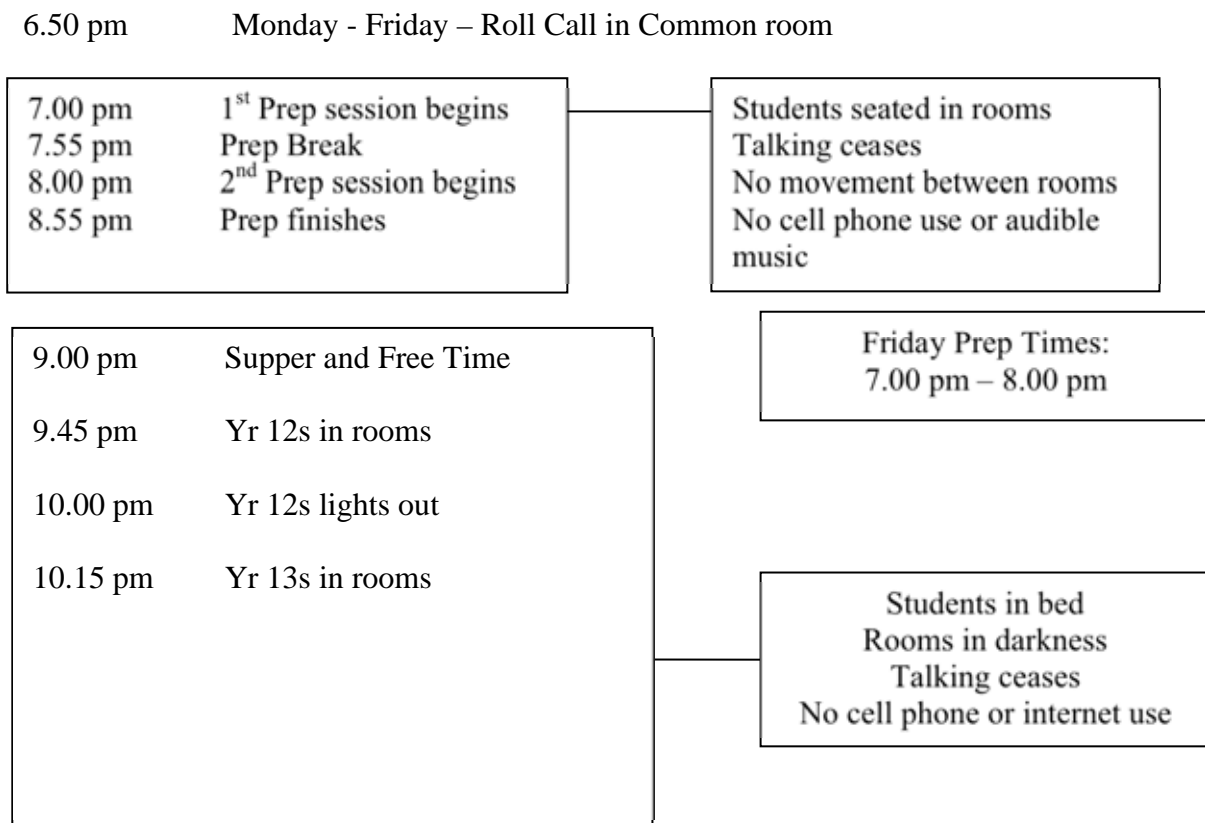 6.50 pm Monday - Friday – Roll Call in Common room
7.00 pm 1st Prep session begins
7.55 pm Prep Break
8.00 pm 2nd Prep session begins
8.55 pm Prep finishes
Students seated in rooms
Talking ceases
No movement between rooms
No cell phone use or audible
music
9.00 pm Supper and Free Time
9.45 pm Yr 12s in rooms
10.00 pm Yr 12s lights out
10.15 pm Yr 13s in rooms
Friday Prep Times:
7.00 pm – 8.00 pm
Students in bed
Rooms in darkness
Talking ceases
No cell phone or internet use